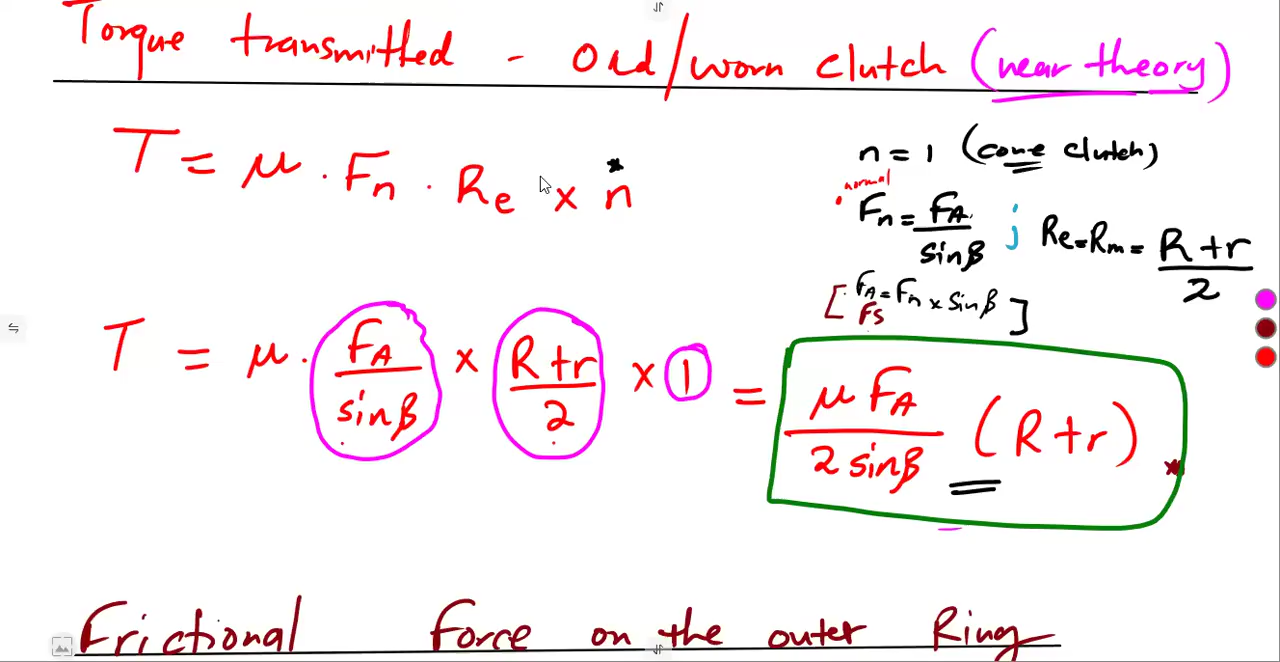 Torque transmitted - Old/worn clutch (near theory)
T = μ . Fn . Re × n
n = 1 (cone clutch)
normal
Fn = FA / sinβ ; Re = Rm = R + r / 2
[ FA = Fn × sinβ ]
Fs
T = μ . FA / sinβ × R + r / 2 × 1 = μ FA / 2 sinβ (R + r)
Frictional Force on the outer Ring